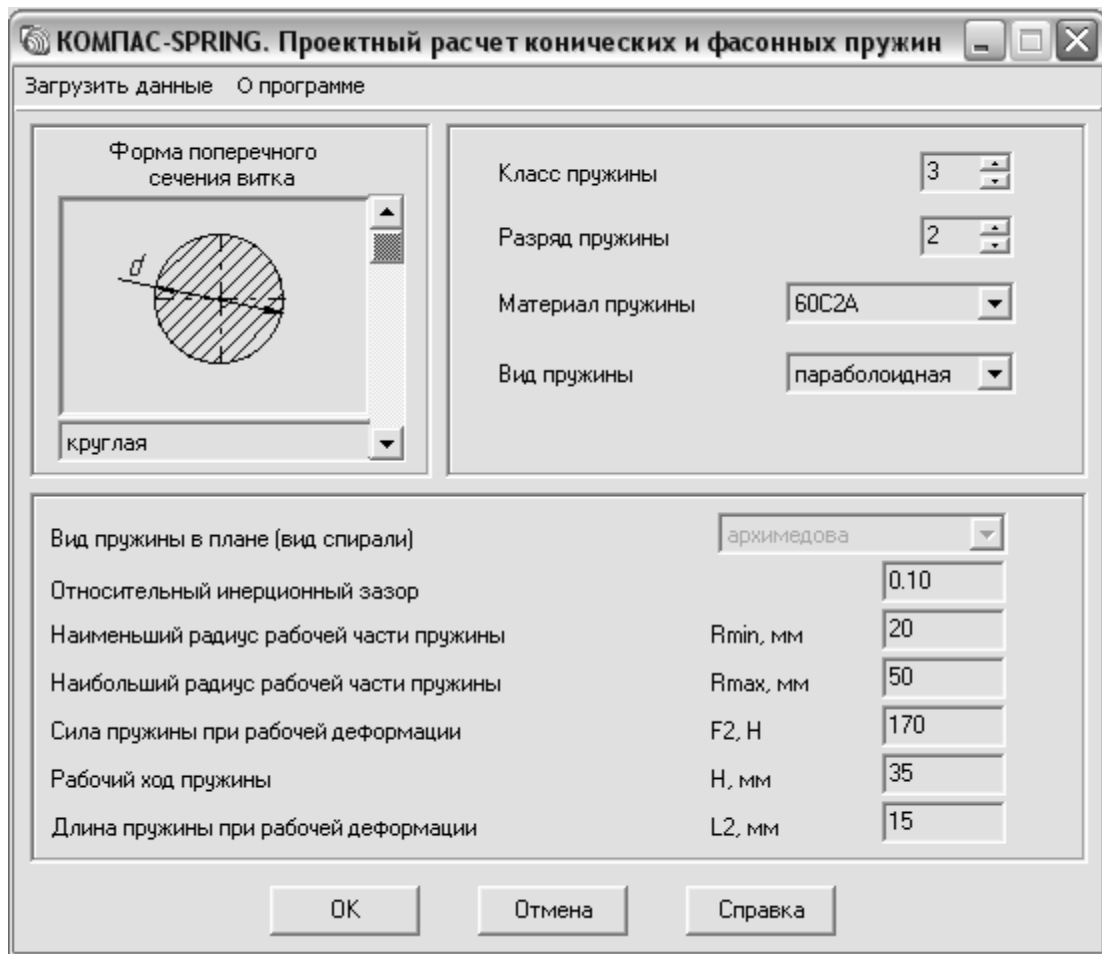 КОМПАС-SPRING. Проектный расчет конических и фасонных пружин
Загрузить данные О программе
Форма поперечного
сечения витка
d
круглая
Класс пружины 3
Разряд пружины 2
Материал пружины 60С2А
Вид пружины параболоидная
Вид пружины в плане (вид спирали) архимедова
Относительный инерционный зазор 0.10
Наименьший радиус рабочей части пружины Rmin, мм 20
Наибольший радиус рабочей части пружины Rmax, мм 50
Сила пружины при рабочей деформации F2, Н 170
Рабочий ход пружины Н, мм 35
Длина пружины при рабочей деформации L2, мм 15
OK Отмена Справка